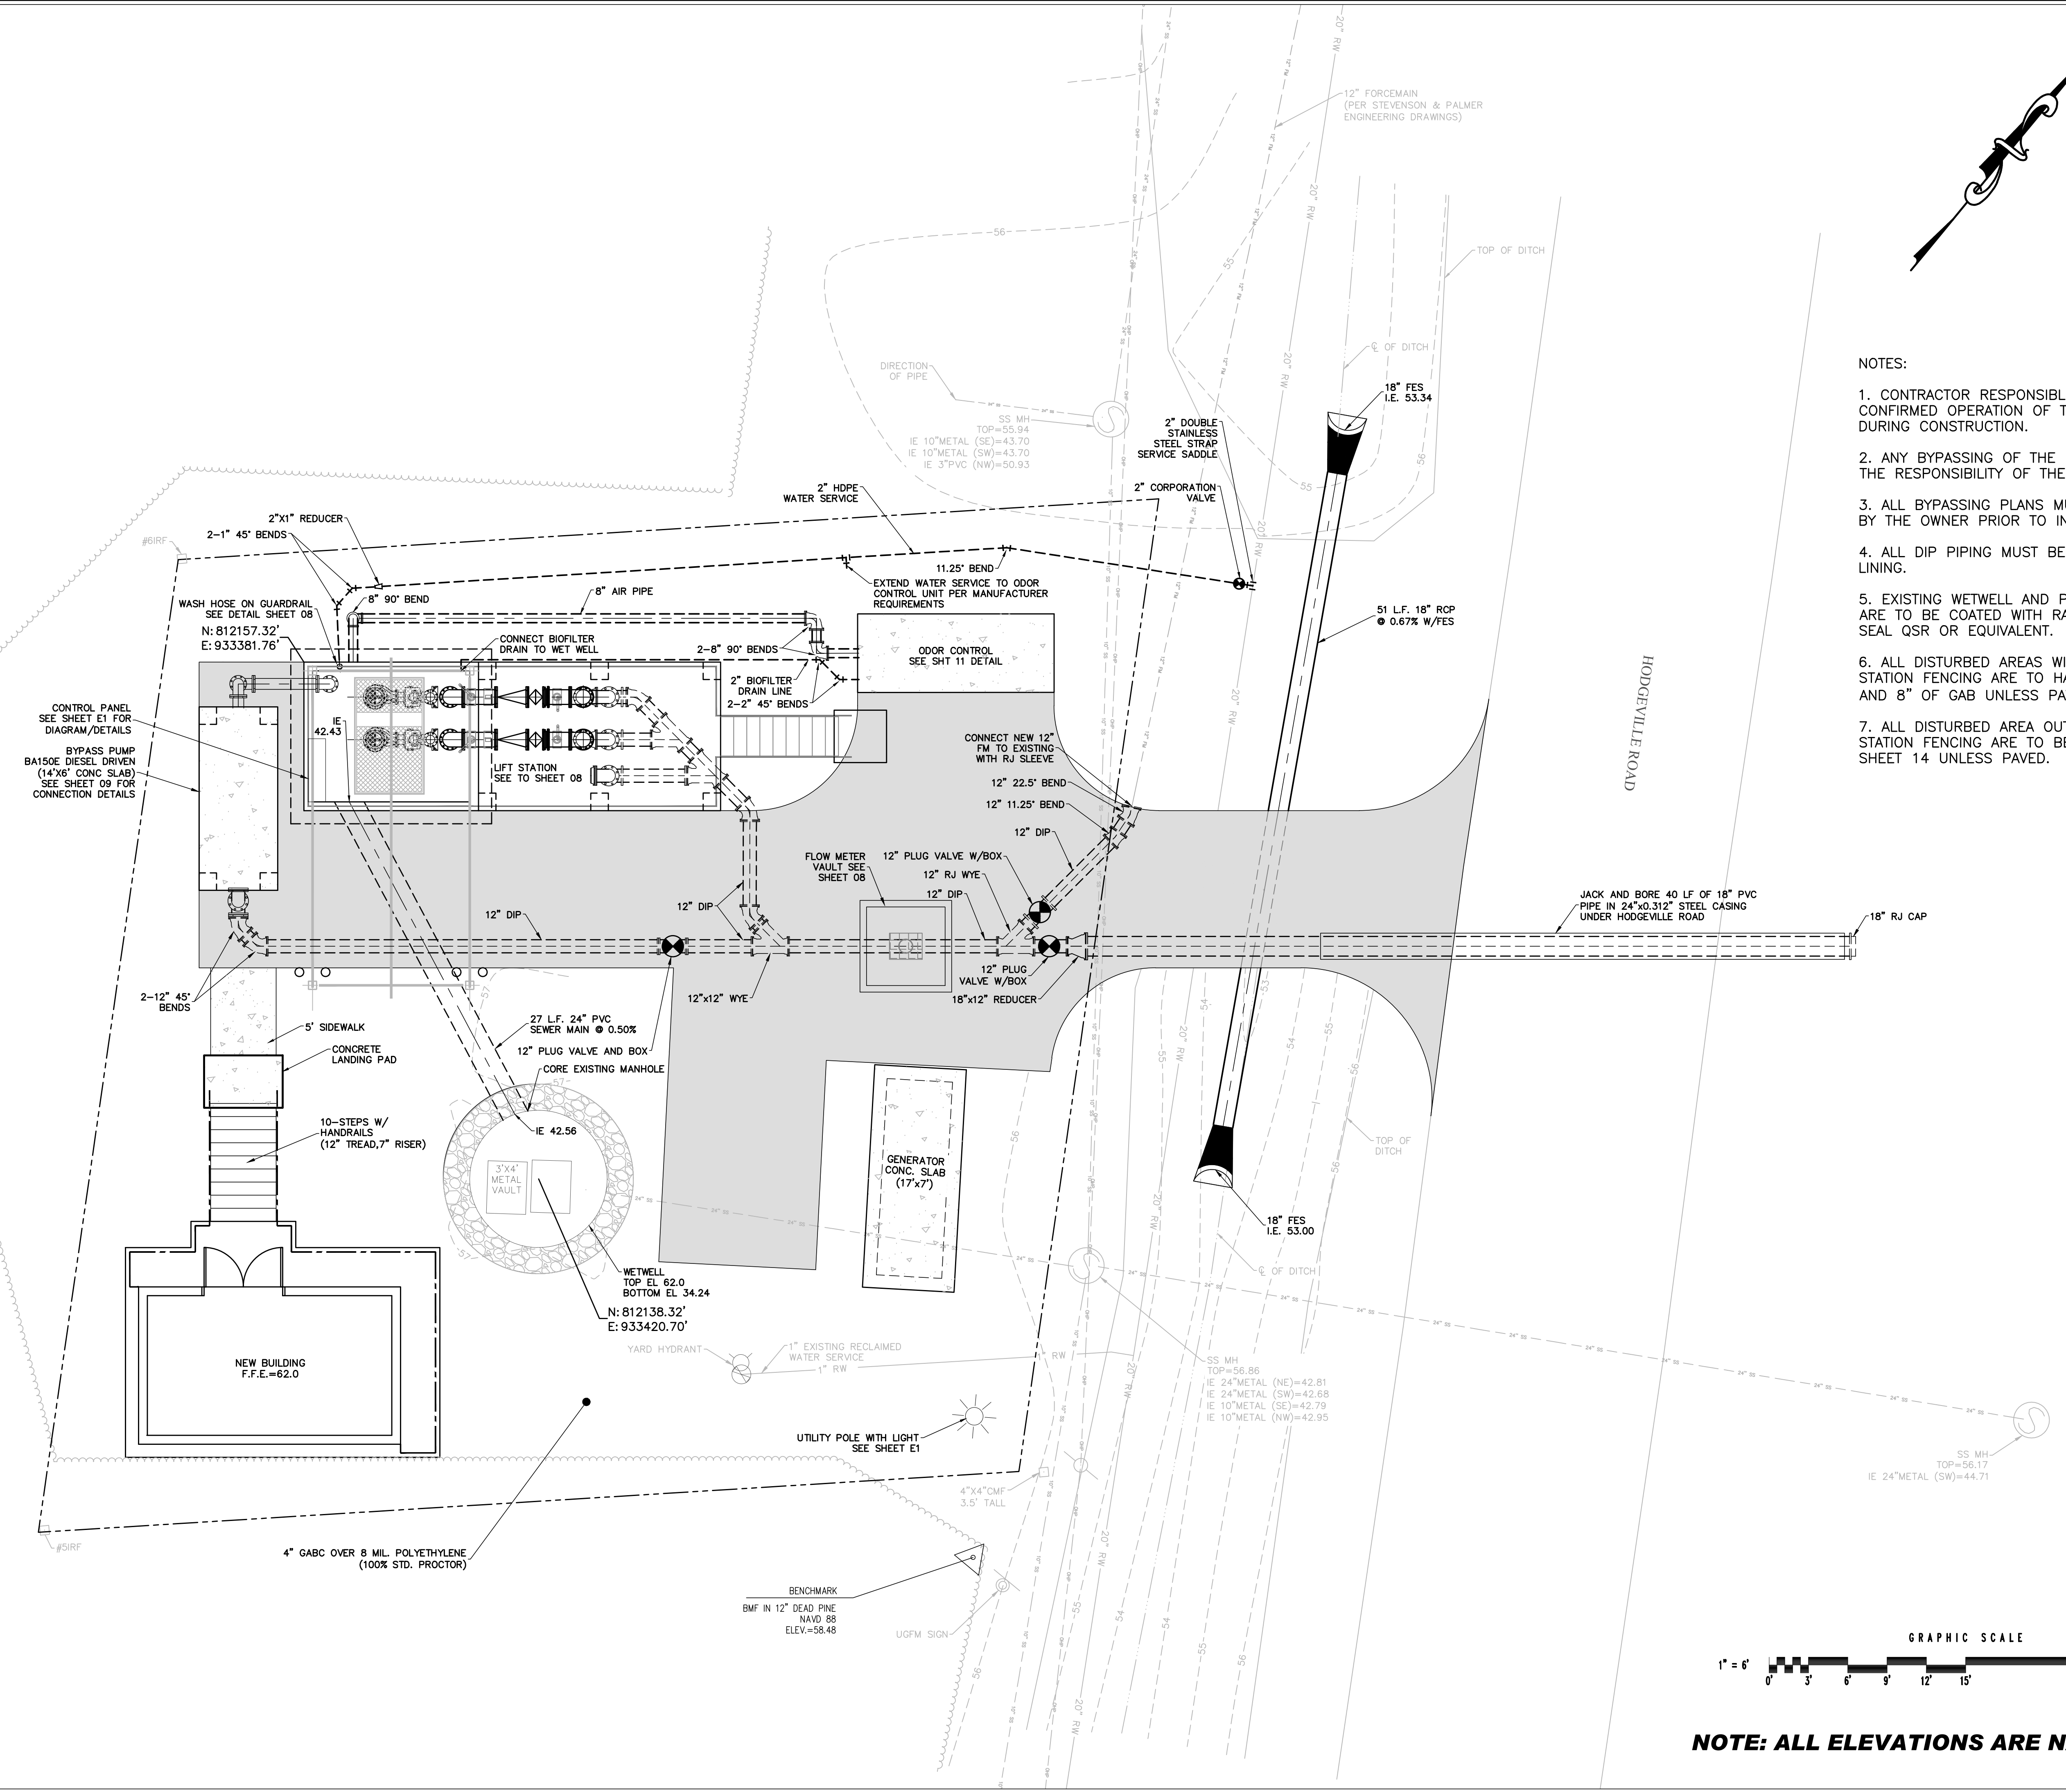 12" FORCEMAIN
(PER STEVENSON & PALMER
ENGINEERING DRAWINGS)
TOP OF DITCH
56
55
℄ OF DITCH
DIRECTION
OF PIPE
SS MH
TOP=55.94
IE 10"METAL (SE)=43.70
IE 10"METAL (SW)=43.70
IE 3"PVC (NW)=50.93
18" FES
I.E. 53.34
2" DOUBLE
STAINLESS
STEEL STRAP
SERVICE SADDLE
2" CORPORATION
VALVE
2" HDPE
WATER SERVICE
2"X1" REDUCER
2-1" 45° BENDS
#6IRF
11.25° BEND
EXTEND WATER SERVICE TO ODOR
CONTROL UNIT PER MANUFACTURER
REQUIREMENTS
8" 90° BEND
8" AIR PIPE
WASH HOSE ON GUARDRAIL
SEE DETAIL SHEET 08
N: 812157.32'
E: 933381.76'
CONNECT BIOFILTER
DRAIN TO WET WELL
2-8" 90° BENDS
2" BIOFILTER
DRAIN LINE
2-2" 45° BENDS
ODOR CONTROL
SEE SHT 11 DETAIL
51 L.F. 18" RCP
@ 0.67% W/FES
HODGEVILLE ROAD
CONTROL PANEL
SEE SHEET E1 FOR
DIAGRAM/DETAILS
BYPASS PUMP
BA150E DIESEL DRIVEN
(14'X6' CONC SLAB)
SEE SHEET 09 FOR
CONNECTION DETAILS
IE
42.43
LIFT STATION
SEE TO SHEET 08
CONNECT NEW 12"
FM TO EXISTING
WITH RJ SLEEVE
12" 22.5° BEND
12" 11.25° BEND
12" DIP
12" PLUG VALVE W/BOX
FLOW METER
VAULT SEE
SHEET 08
12" RJ WYE
12" DIP
12" DIP
12" DIP
JACK AND BORE 40 LF OF 18" PVC
PIPE IN 24"x0.312" STEEL CASING
UNDER HODGEVILLE ROAD
18" RJ CAP
12" PLUG
VALVE W/BOX
18"x12" REDUCER
12"x12" WYE
2-12" 45°
BENDS
5' SIDEWALK
CONCRETE
LANDING PAD
27 L.F. 24" PVC
SEWER MAIN @ 0.50%
12" PLUG VALVE AND BOX
CORE EXISTING MANHOLE
IE 42.56
57
10-STEPS W/
HANDRAILS
(12" TREAD,7" RISER)
3'X4'
METAL
VAULT
GENERATOR
CONC. SLAB
(17'x7')
TOP OF
DITCH
18" FES
I.E. 53.00
℄ OF DITCH
WETWELL
TOP EL 62.0
BOTTOM EL 34.24
N: 812138.32'
E: 933420.70'
YARD HYDRANT
1" EXISTING RECLAIMED
WATER SERVICE
1" RW
RW
NEW BUILDING
F.F.E.=62.0
SS MH
TOP=56.86
IE 24"METAL (NE)=42.81
IE 24"METAL (SW)=42.68
IE 10"METAL (SE)=42.79
IE 10"METAL (NW)=42.95
UTILITY POLE WITH LIGHT
SEE SHEET E1
4"X4"CMF
3.5' TALL
SS MH
TOP=56.17
IE 24"METAL (SW)=44.71
#5IRF
4" GABC OVER 8 MIL. POLYETHYLENE
(100% STD. PROCTOR)
BENCHMARK
BMF IN 12" DEAD PINE
NAVD 88
ELEV.=58.48
UGFM SIGN
NOTES:
1. CONTRACTOR RESPONSIBL
CONFIRMED OPERATION OF T
DURING CONSTRUCTION.
2. ANY BYPASSING OF THE
THE RESPONSIBILITY OF THE
3. ALL BYPASSING PLANS MU
BY THE OWNER PRIOR TO IN
4. ALL DIP PIPING MUST BE
LINING.
5. EXISTING WETWELL AND P
ARE TO BE COATED WITH RA
SEAL QSR OR EQUIVALENT.
6. ALL DISTURBED AREAS WI
STATION FENCING ARE TO HA
AND 8" OF GAB UNLESS PA
7. ALL DISTURBED AREA OUT
STATION FENCING ARE TO BE
SHEET 14 UNLESS PAVED.
GRAPHIC SCALE
1" = 6'
0' 3' 6' 9' 12' 15'
NOTE: ALL ELEVATIONS ARE N